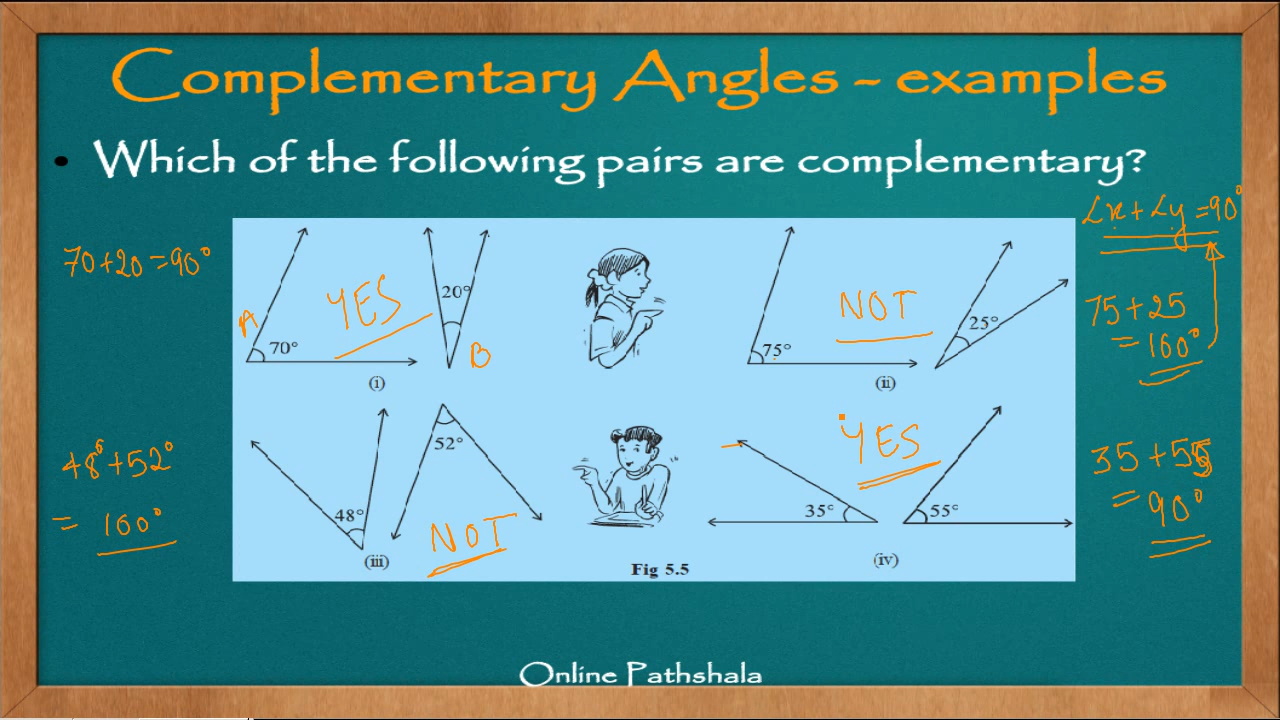 Complementary Angles - examples
• Which of the following pairs are complementary?
∠x + ∠y = 90°
70+20=90°
A
70°
YES
20°
B
(i)
75°
NOT
25°
(ii)
75+25
= 100°
48°+52°
= 100°
48°
52°
NOT
(iii)
35°
YES
55°
(iv)
35 + 55
= 90°
Fig 5.5
Online Pathshala